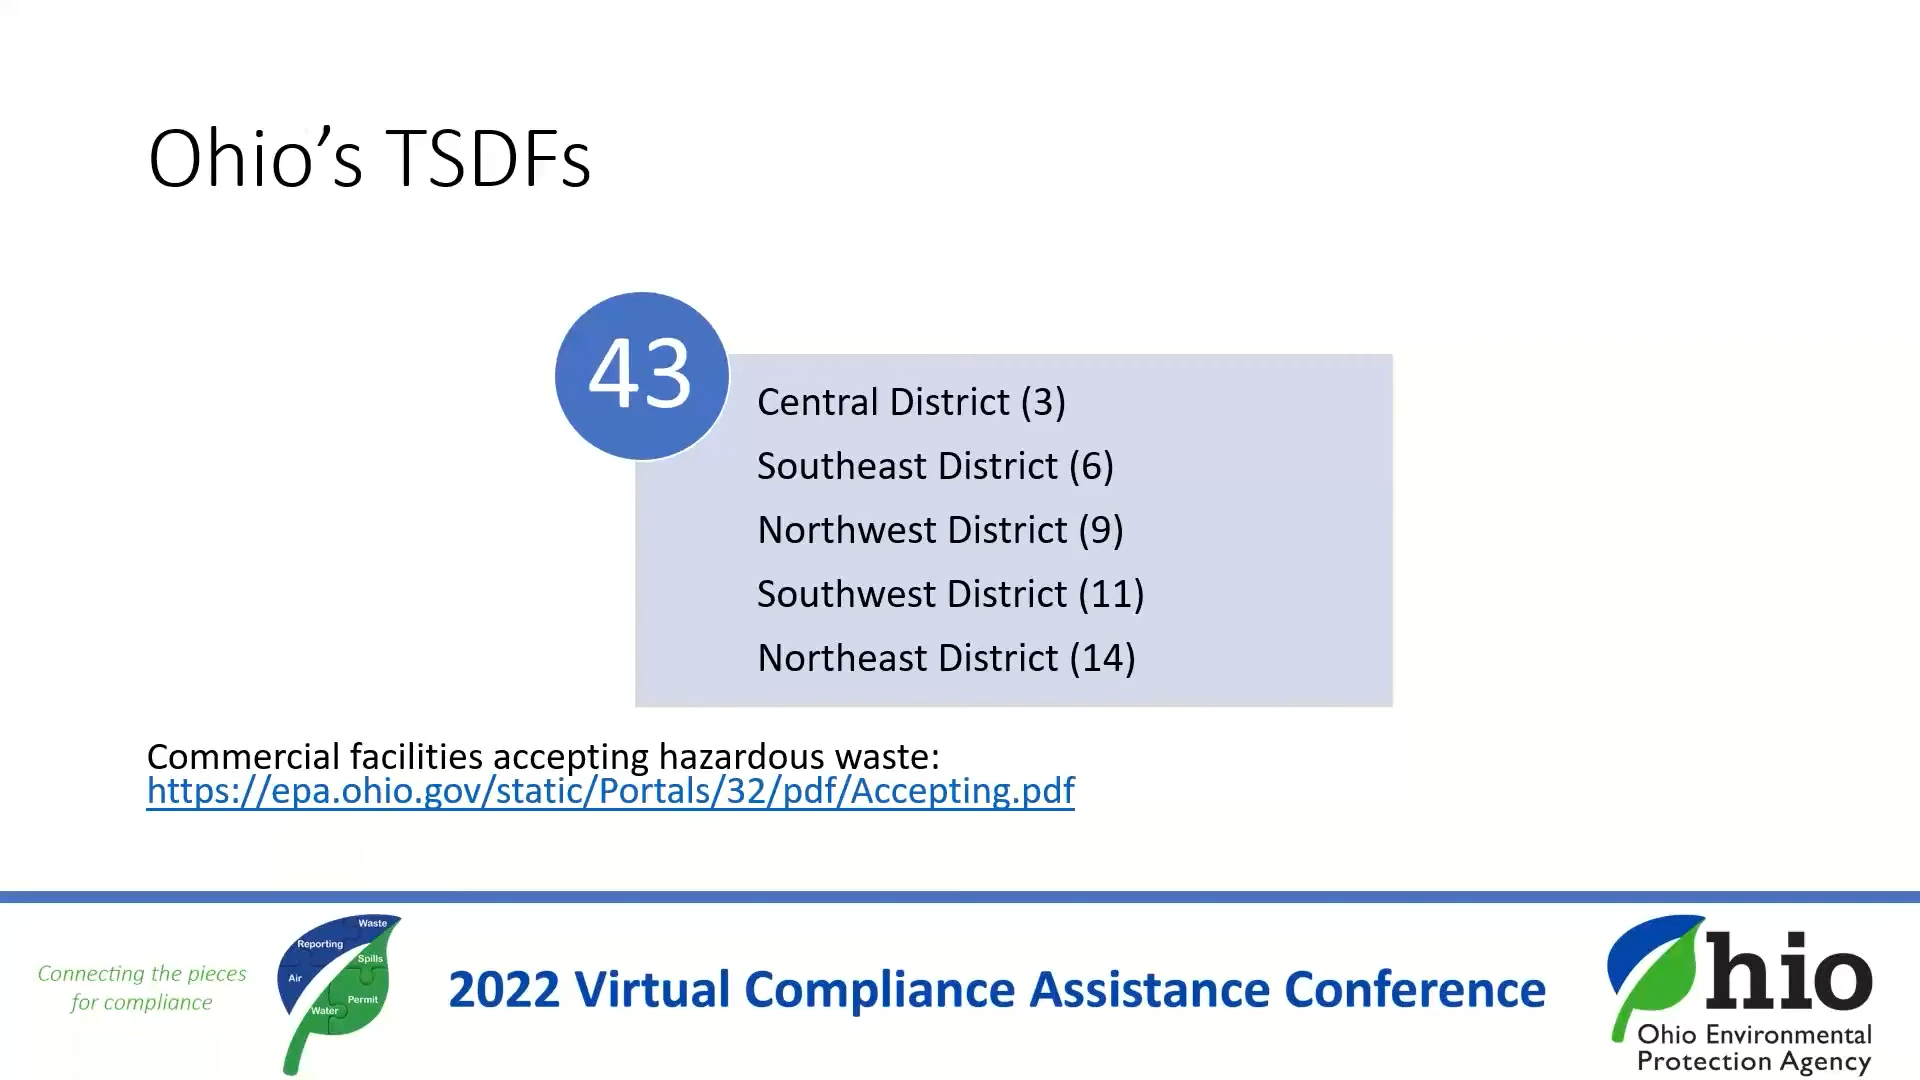 Ohio’s TSDFs
43
Central District (3)
Southeast District (6)
Northwest District (9)
Southwest District (11)
Northeast District (14)
Commercial facilities accepting hazardous waste:
https://epa.ohio.gov/static/Portals/32/pdf/Accepting.pdf
Connecting the pieces
for compliance
Waste
Reporting
Spills
Air
Permit
Water
2022 Virtual Compliance Assistance Conference
Ohio
Ohio Environmental
Protection Agency